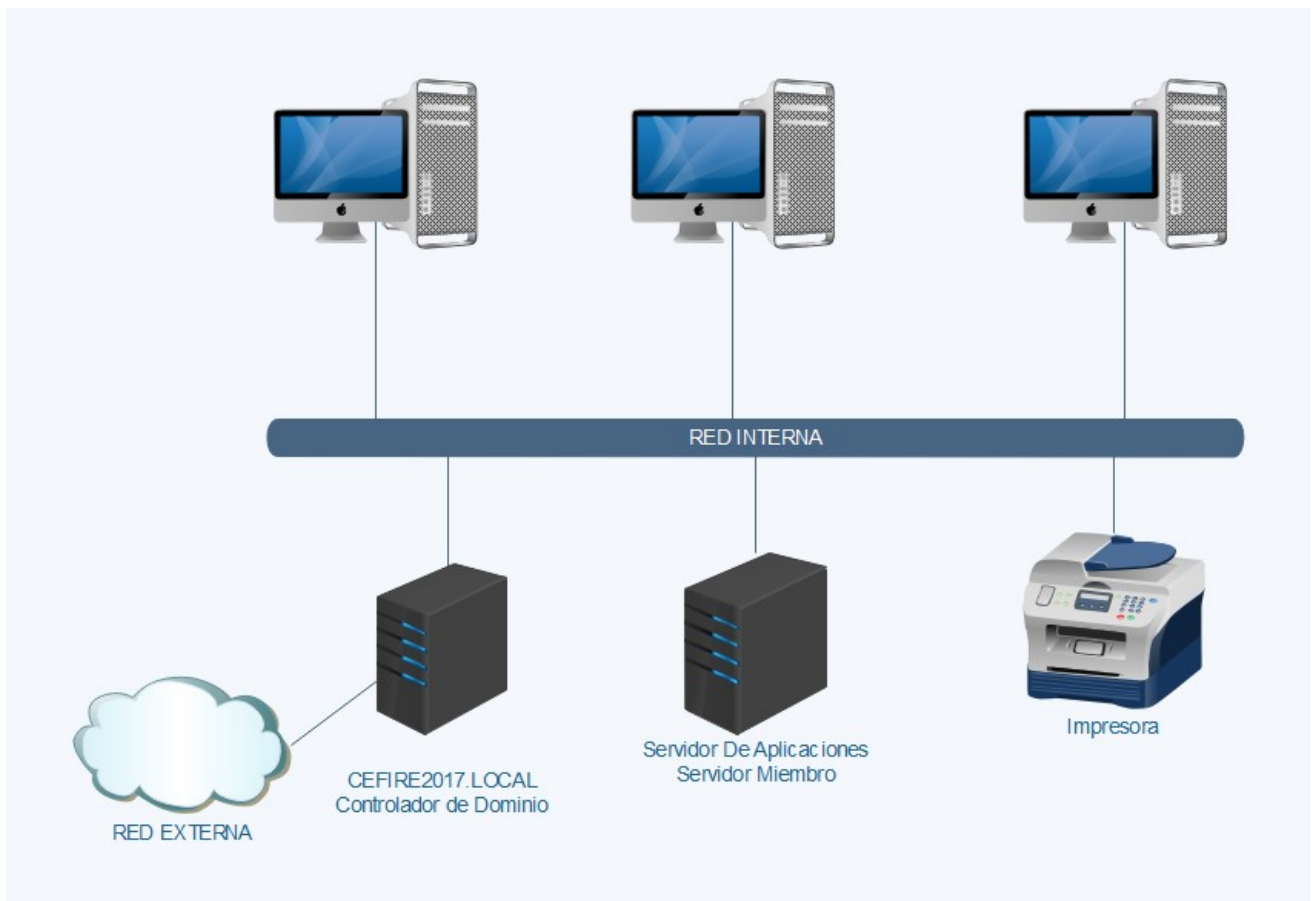 RED INTERNA
CEFIRE2017.LOCAL
Controlador de Dominio
Servidor De Aplicaciones
Servidor Miembro
Impresora
RED EXTERNA